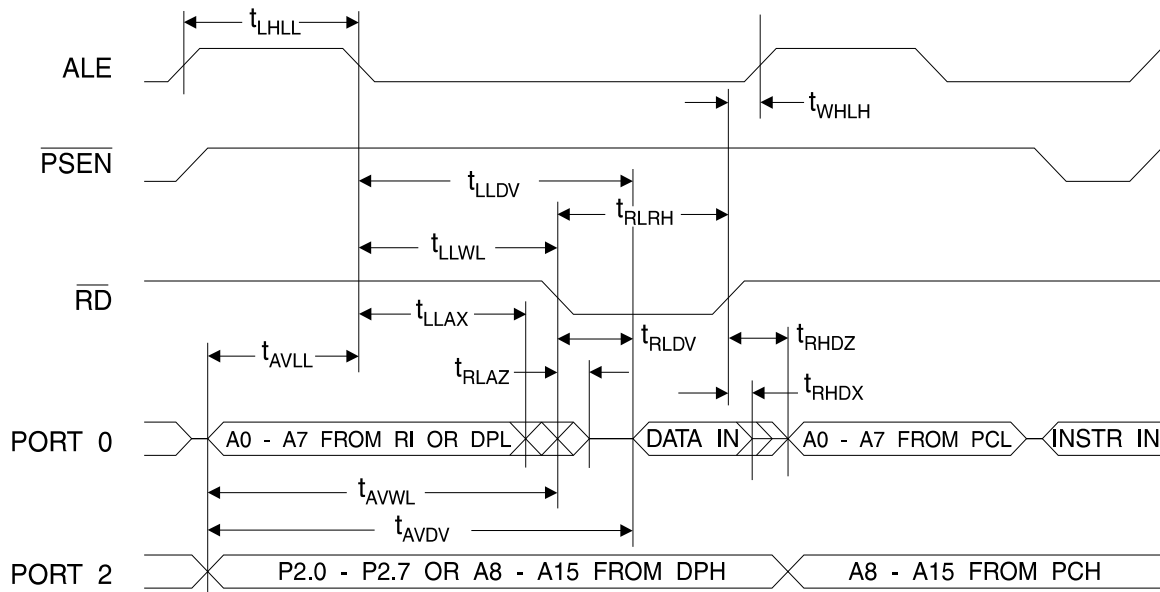 tLHLL
ALE
tWHLH
PSEN
tLLDV
tRLRH
tLLWL
RD
tLLAX
tRLDV
tRHDZ
tAVLL
tRLAZ
tRHDX
PORT 0
A0 - A7 FROM RI OR DPL
DATA IN
A0 - A7 FROM PCL
INSTR IN
tAVWL
tAVDV
PORT 2
P2.0 - P2.7 OR A8 - A15 FROM DPH
A8 - A15 FROM PCH